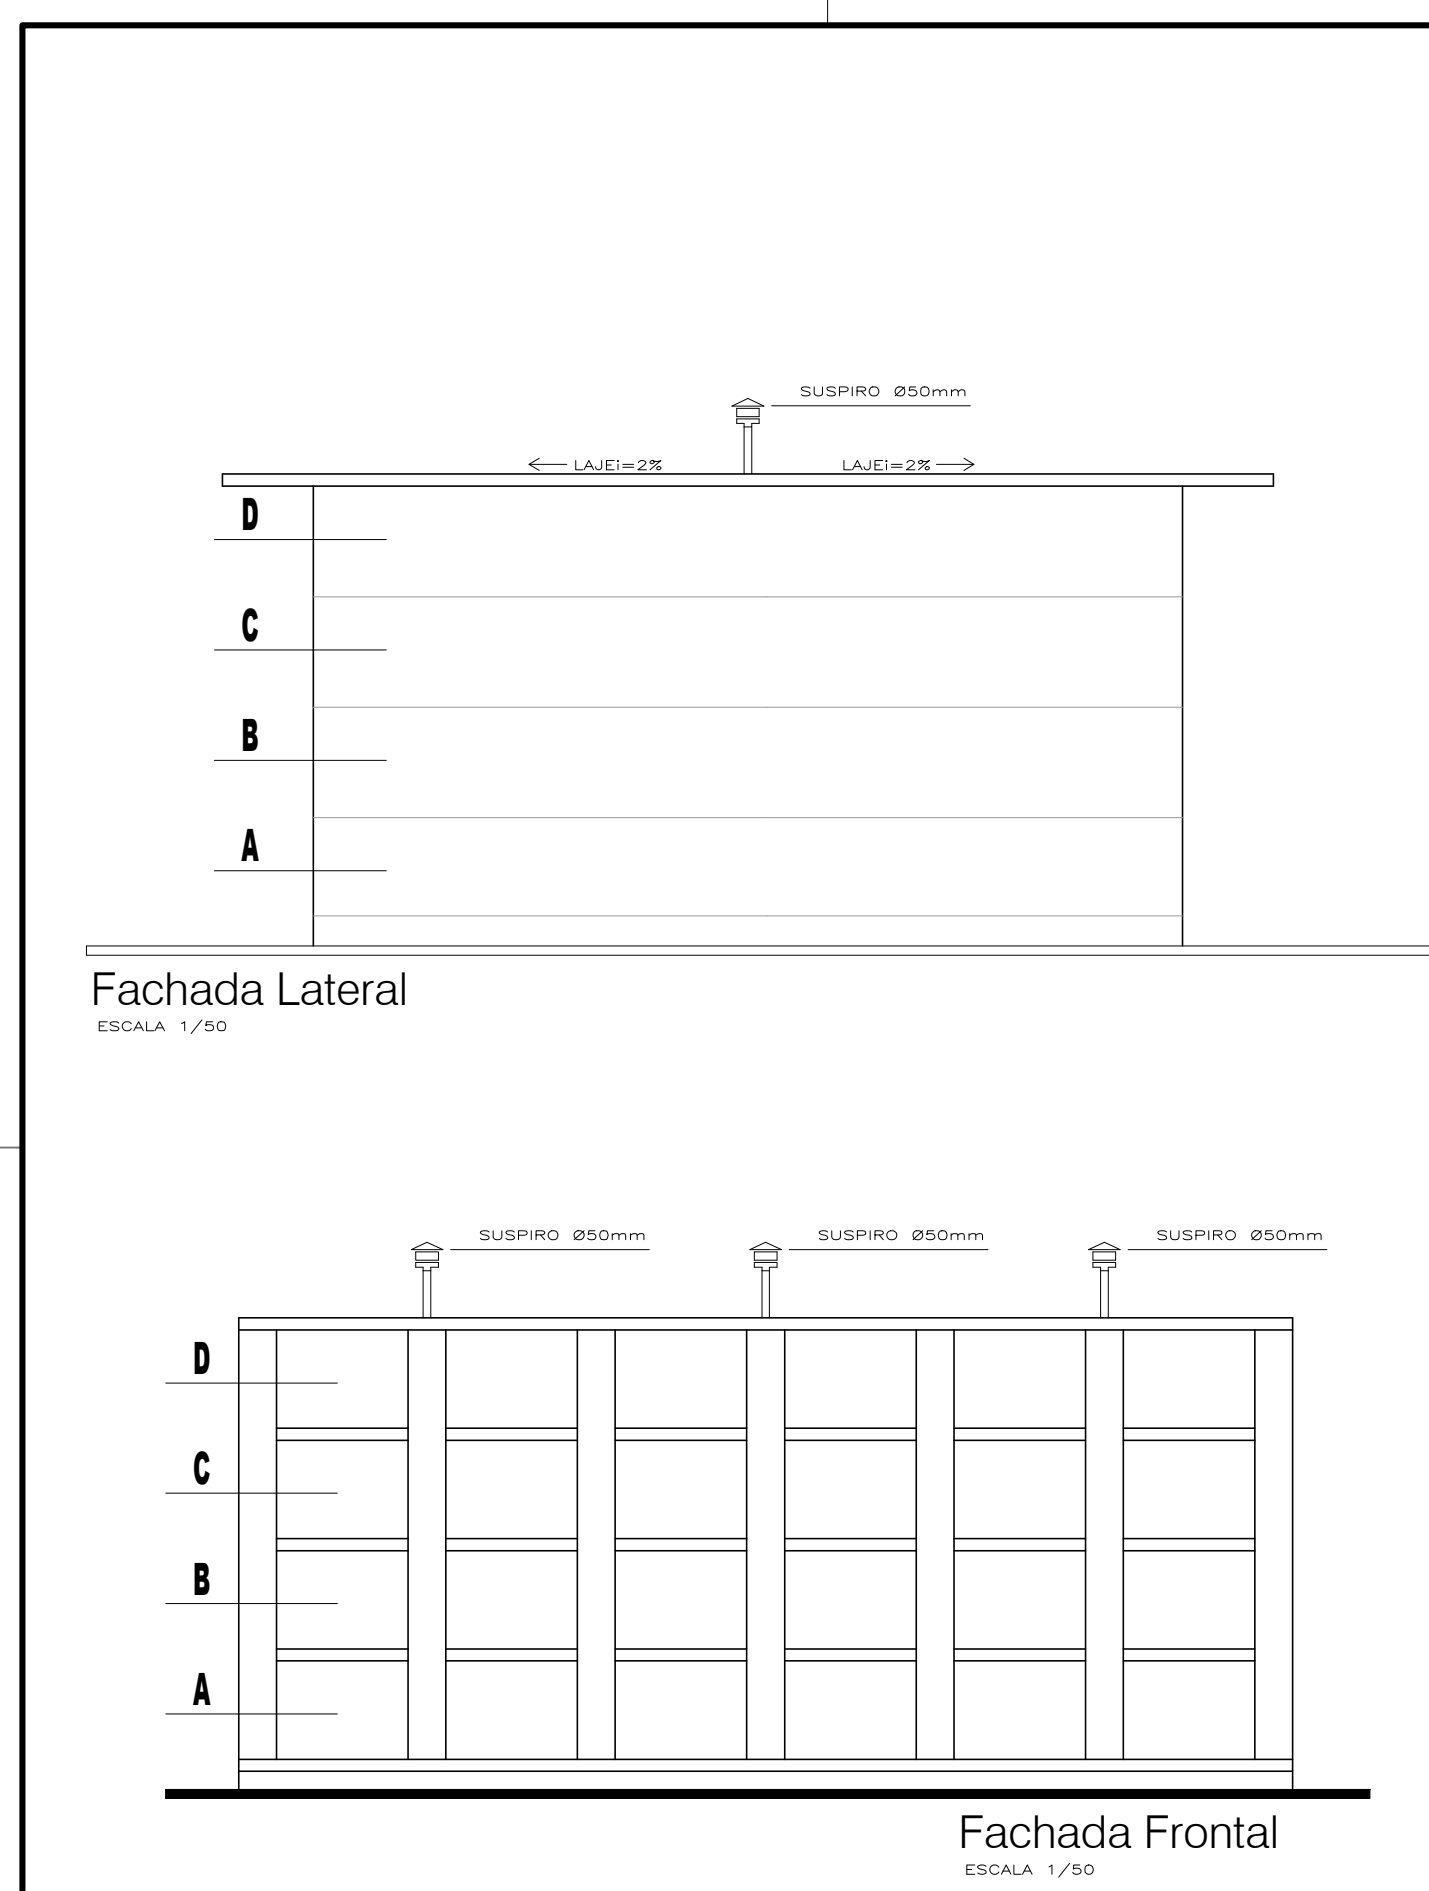 SUSPIRO Ø50mm
LAJEi=2% LAJEi=2%
D
C
B
A
Fachada Lateral
ESCALA 1/50
SUSPIRO Ø50mm SUSPIRO Ø50mm SUSPIRO Ø50mm
D
C
B
A
Fachada Frontal
ESCALA 1/50